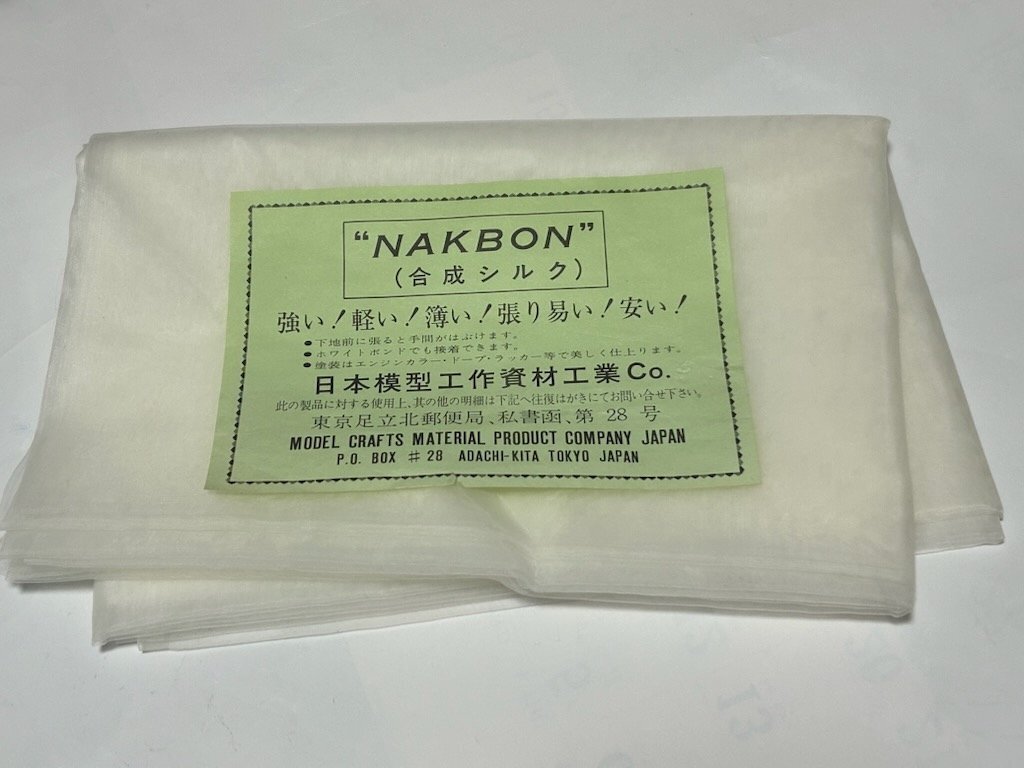 “NAKBON”
(合成シルク)
強い！軽い！簿い！張り易い！安い！
●下地前に張ると手間がはぶけます。
●ホワイトボンドでも接着できます。
●塗装はエンジンカラー・ドープ・ラッカー等で美しく仕上ります。
日本模型工作資材工業Co.
此の製品に対する使用上、其の他の明細は下記へ往復はがきにてお問い合せ下さい。
東京足立北郵便局、私書函、第 28 号
MODEL CRAFTS MATERIAL PRODUCT COMPANY JAPAN
P.O. BOX ♯28 ADACHI-KITA TOKYO JAPAN